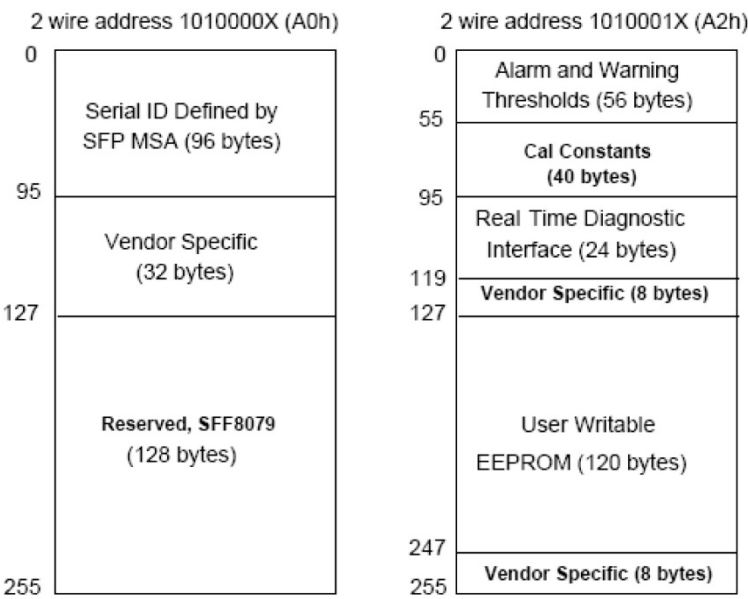 2 wire address 1010000X (A0h)
0
Serial ID Defined by
SFP MSA (96 bytes)
95
Vendor Specific
(32 bytes)
127
Reserved, SFF8079
(128 bytes)
255
2 wire address 1010001X (A2h)
0
Alarm and Warning
Thresholds (56 bytes)
55
Cal Constants
(40 bytes)
95
Real Time Diagnostic
Interface (24 bytes)
119
Vendor Specific (8 bytes)
127
User Writable
EEPROM (120 bytes)
247
Vendor Specific (8 bytes)
255